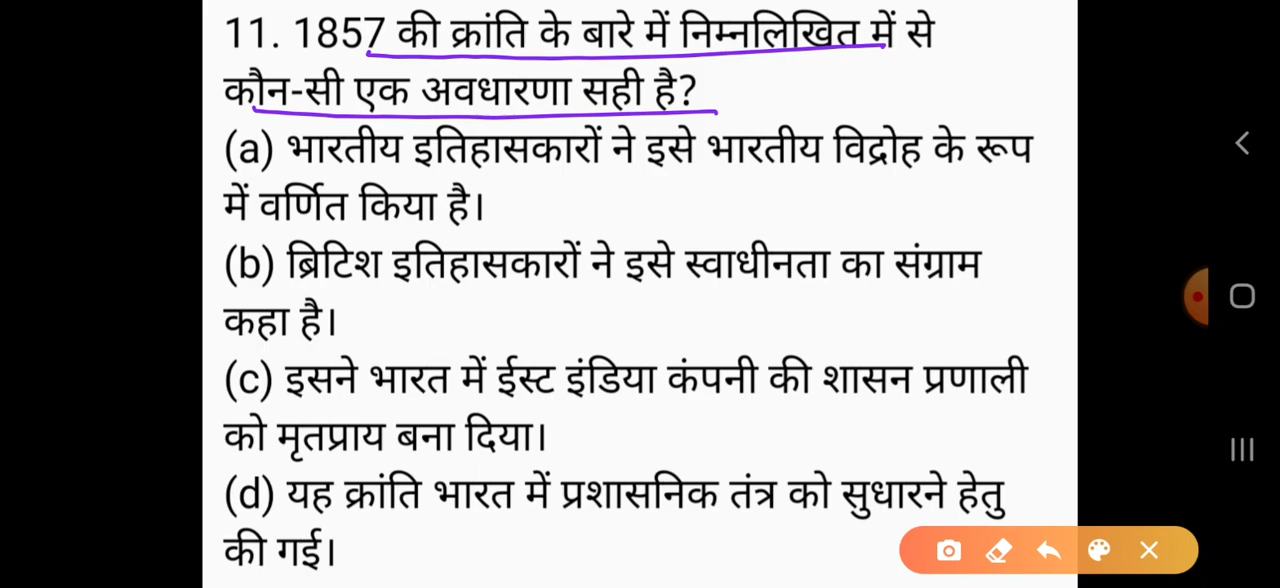 11. 1857 की क्रांति के बारे में निम्नलिखित में से
कौन-सी एक अवधारणा सही है?
(a) भारतीय इतिहासकारों ने इसे भारतीय विद्रोह के रूप
में वर्णित किया है।
(b) ब्रिटिश इतिहासकारों ने इसे स्वाधीनता का संग्राम
कहा है।
(c) इसने भारत में ईस्ट इंडिया कंपनी की शासन प्रणाली
को मृतप्राय बना दिया।
(d) यह क्रांति भारत में प्रशासनिक तंत्र को सुधारने हेतु
की गई।